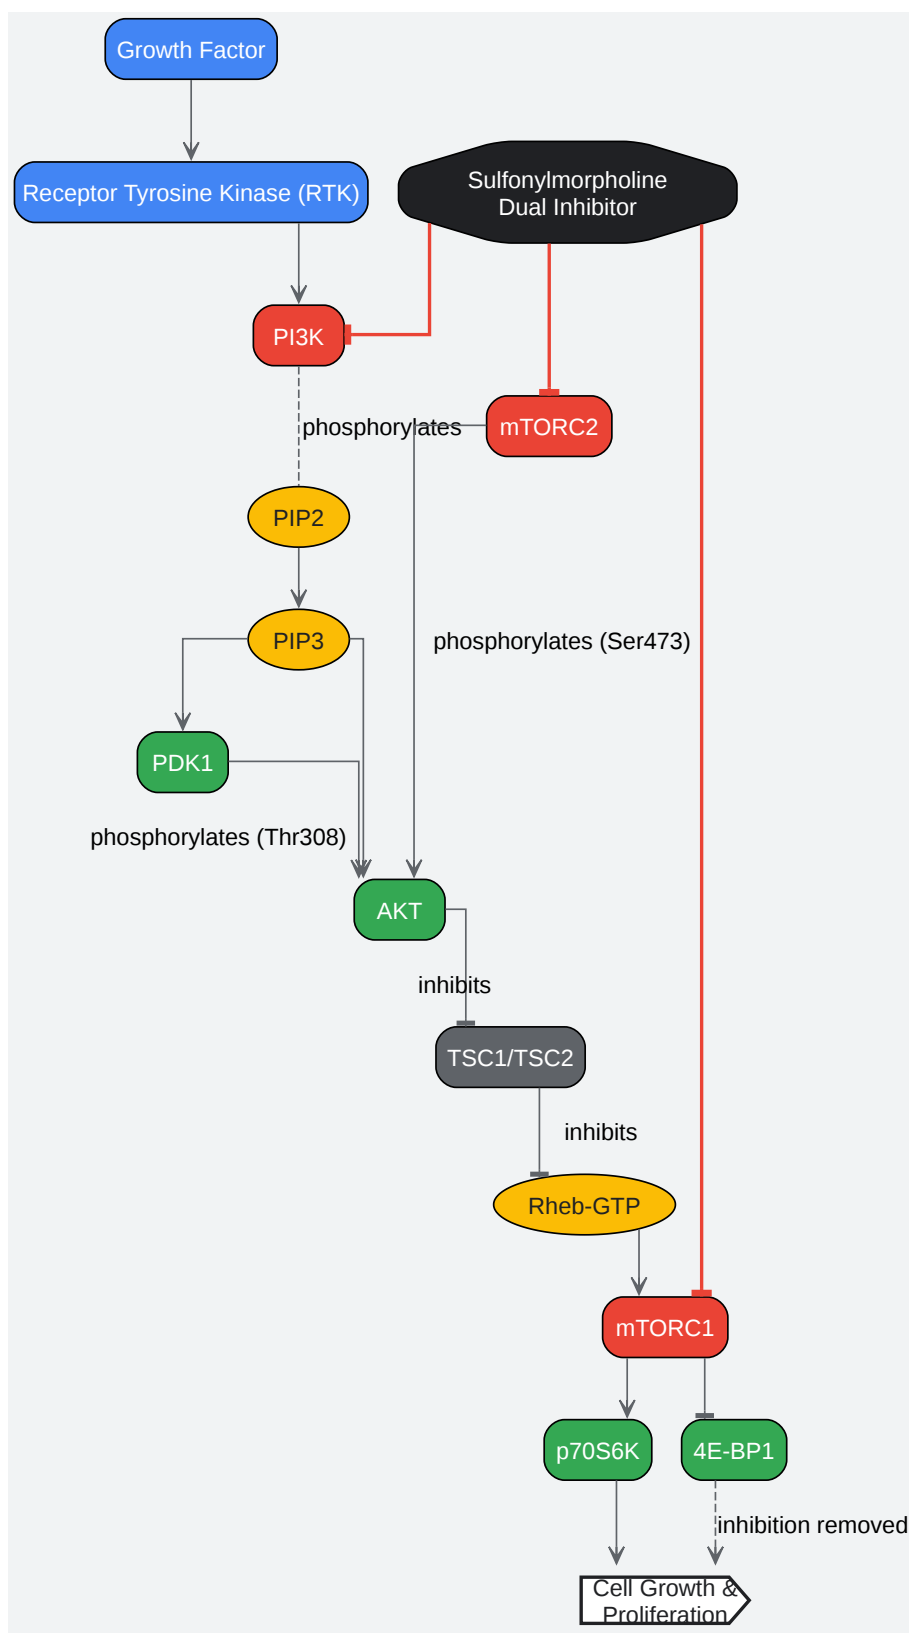 Growth Factor
Receptor Tyrosine Kinase (RTK)
Sulfonylmorpholine
Dual Inhibitor
PI3K
phosphorylates
mTORC2
PIP2
PIP3
phosphorylates (Ser473)
PDK1
phosphorylates (Thr308)
AKT
inhibits
TSC1/TSC2
inhibits
Rheb-GTP
mTORC1
p70S6K
4E-BP1
inhibition removed
Cell Growth &
Proliferation